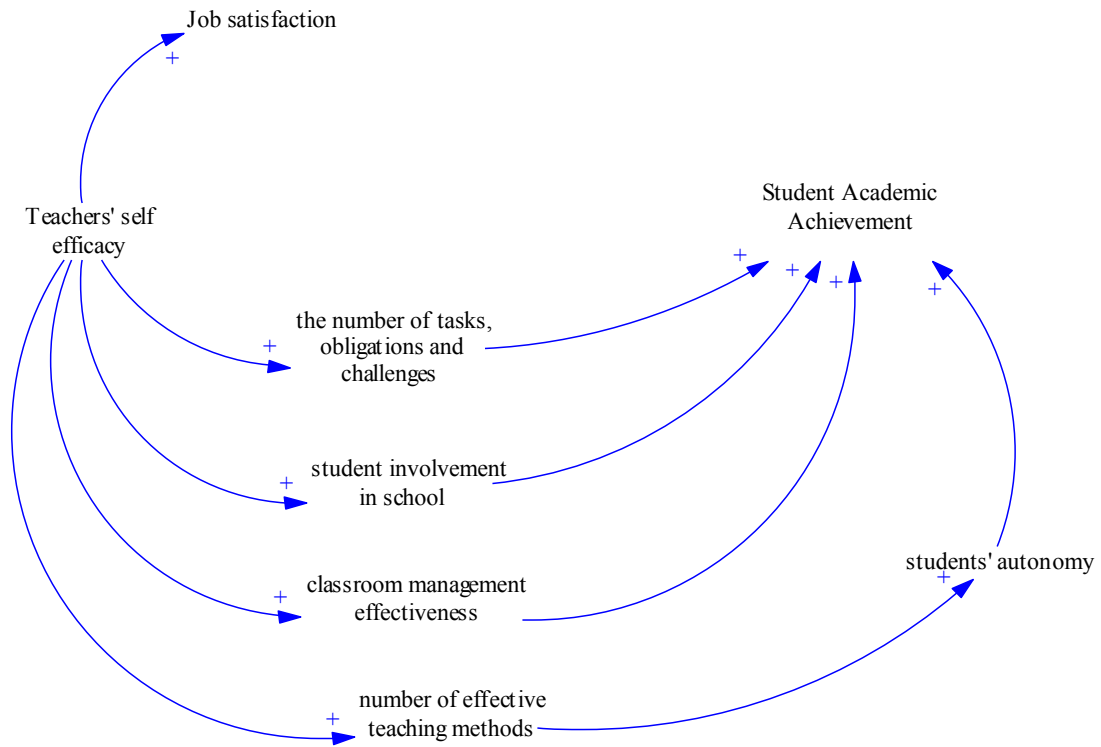 Job satisfaction
+
Teachers' self
efficacy
Student Academic
Achievement
+
+
+
+
the number of tasks,
obligations and
challenges
+
student involvement
in school
+
classroom management
effectiveness
+
students' autonomy
+
number of effective
teaching methods
+